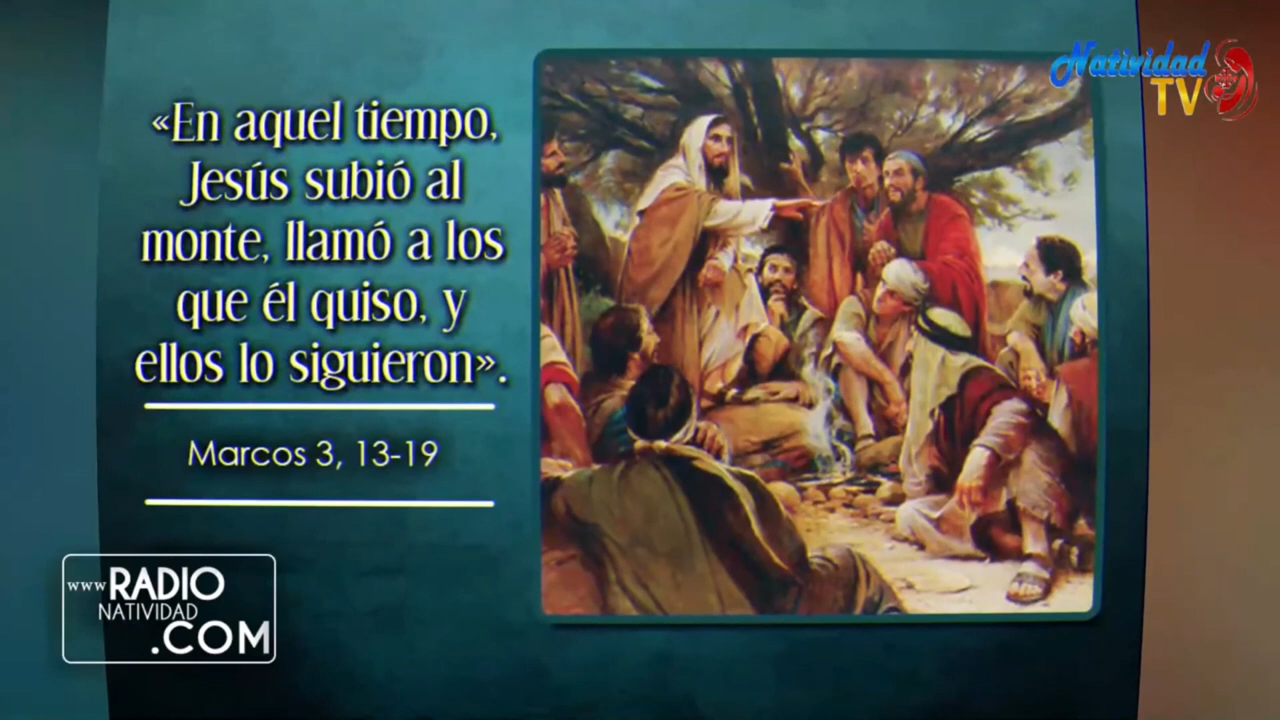 «En aquel tiempo,
Jesús subió al
monte, llamó a los
que él quiso, y
ellos lo siguieron».
Marcos 3, 13-19
Natividad
TV
www RADIO
NATIVIDAD
.COM